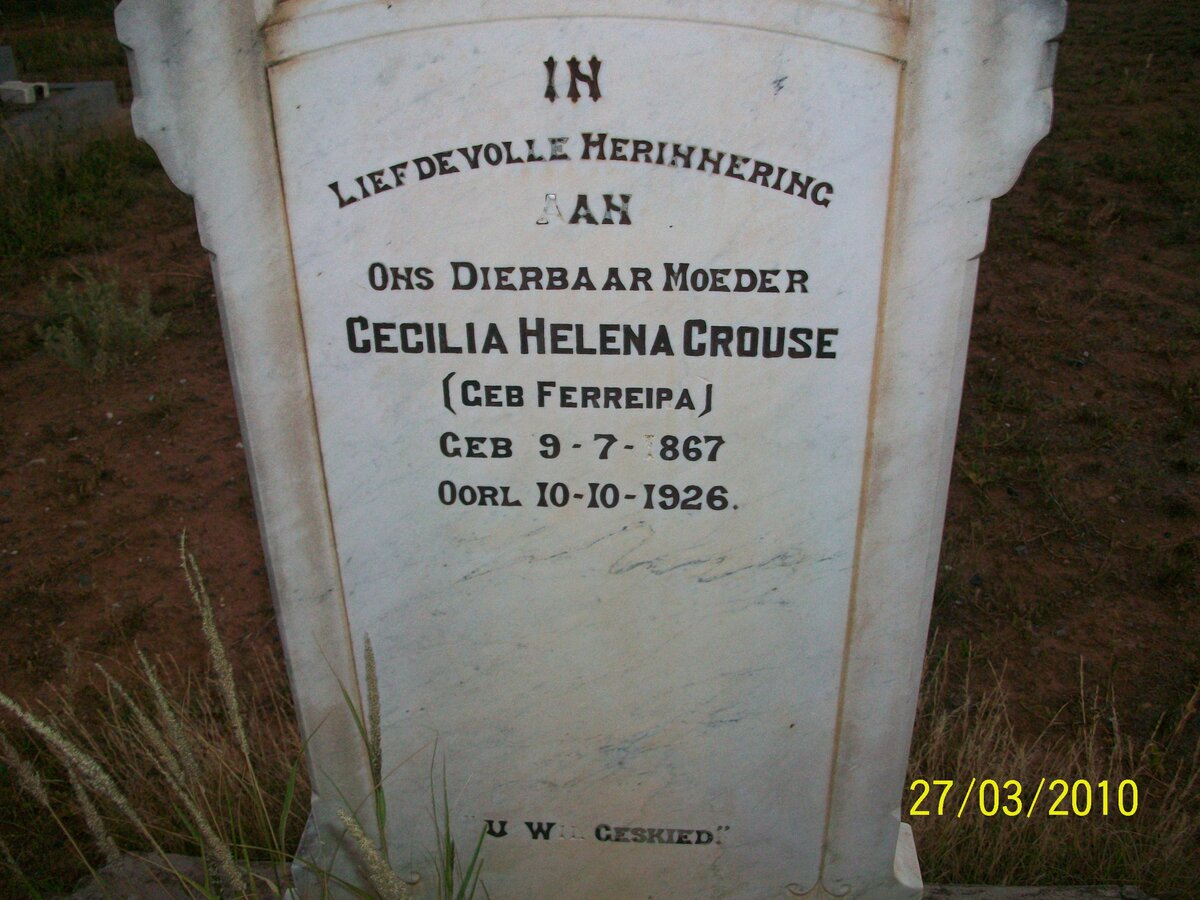 IN
LIEFDEVOLLE HERINNERING
AAN
ONS DIERBAAR MOEDER
CECILIA HELENA CROUSE
(GEB FERREIRA)
GEB 9-7-1867
OORL 10-10-1926.
"U WIL GESKIED."
27/03/2010